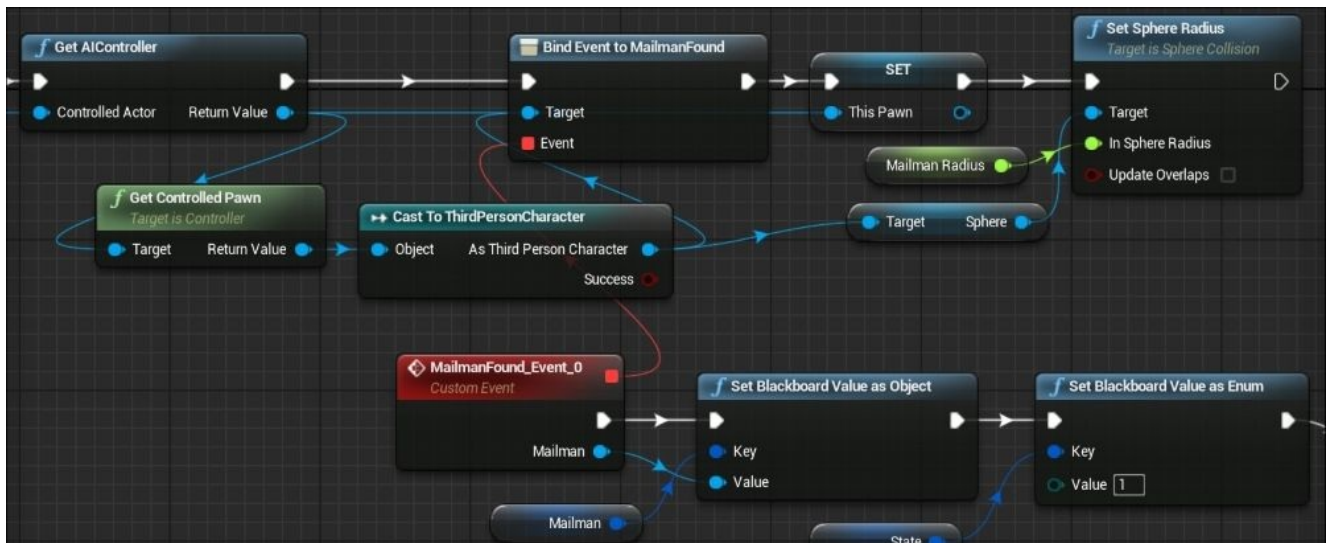 Get AIController
Controlled Actor Return Value
Bind Event to MailmanFound
Target
Event
SET
This Pawn
Set Sphere Radius
Target is Sphere Collision
Target
In Sphere Radius
Update Overlaps
Mailman Radius
Target Sphere
Get Controlled Pawn
Target is Controller
Target Return Value
Cast To ThirdPersonCharacter
Object As Third Person Character
Success
MailmanFound_Event_0
Custom Event
Mailman
Mailman
Set Blackboard Value as Object
Key
Value
State
Set Blackboard Value as Enum
Key
Value 1